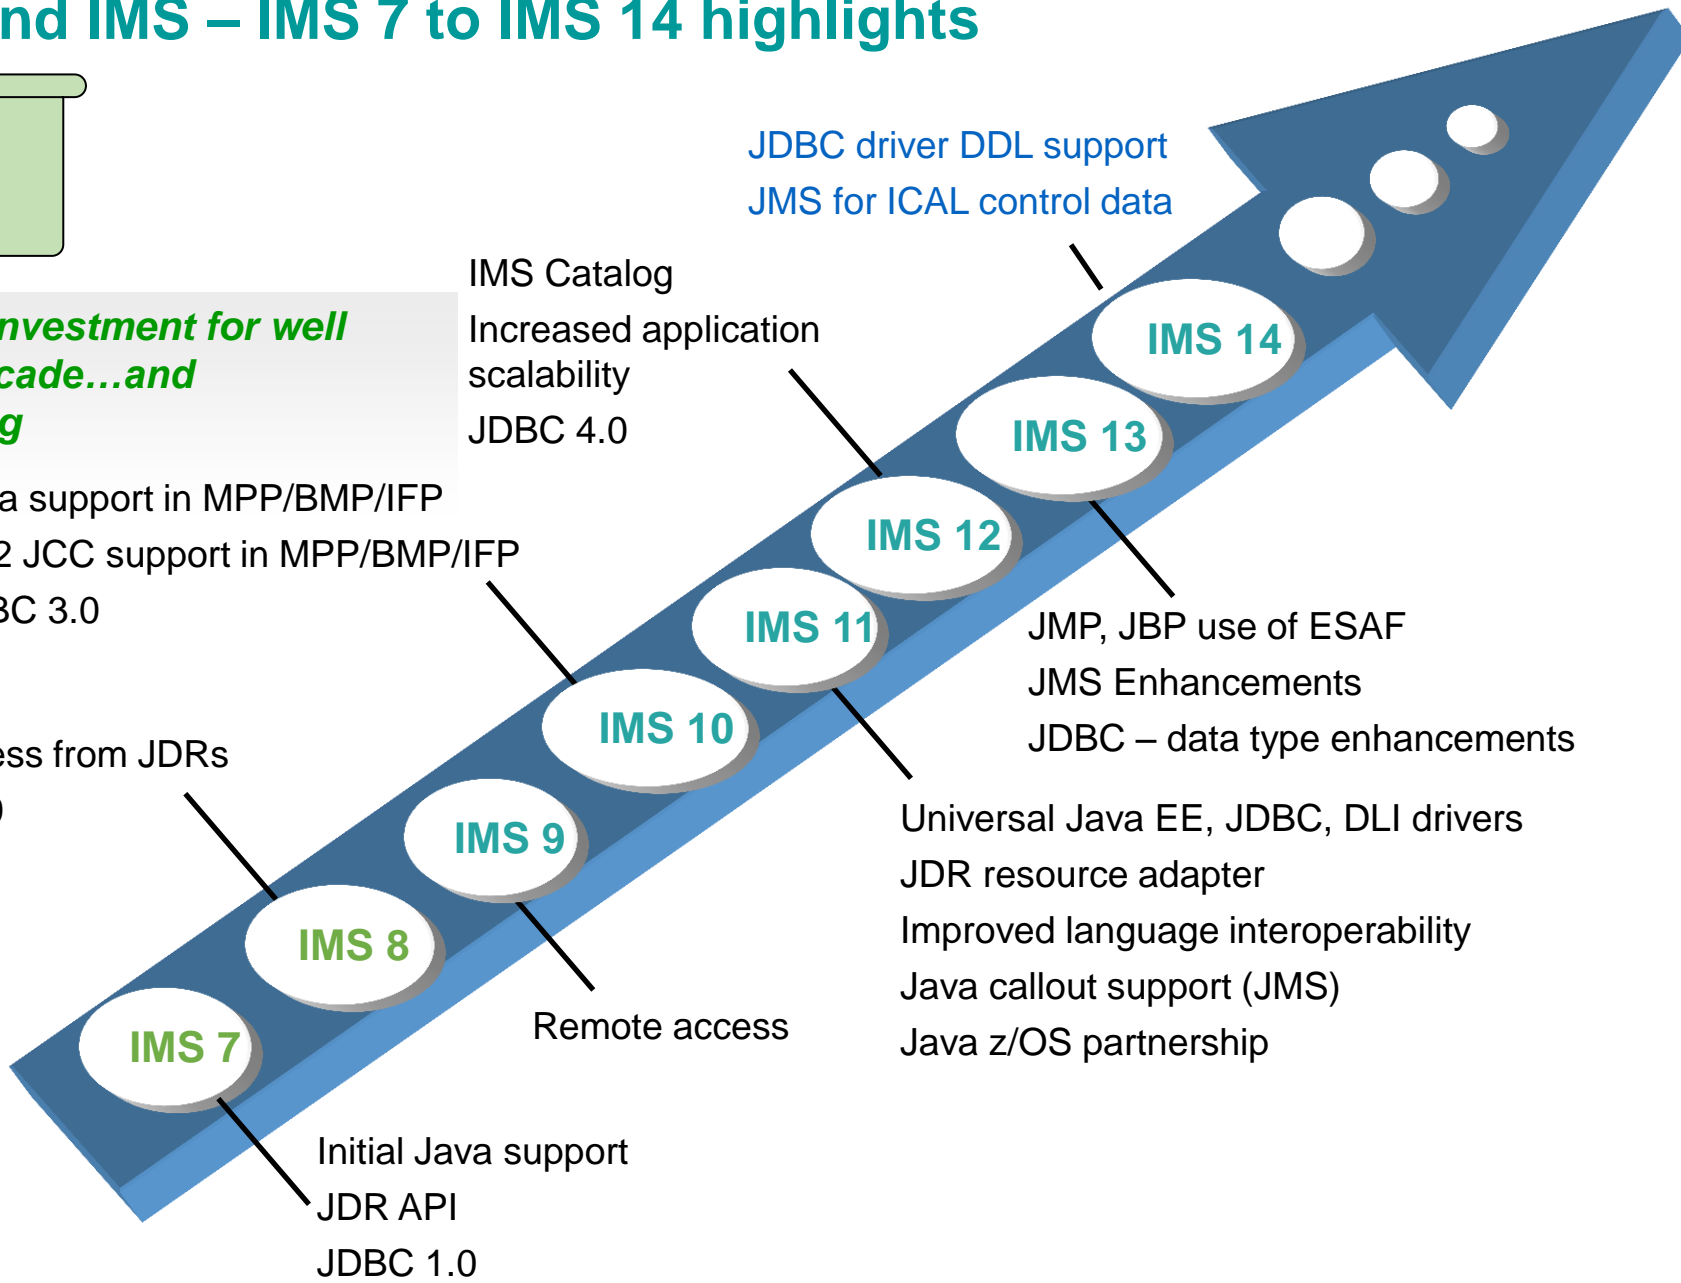 nd IMS – IMS 7 to IMS 14 highlights
JDBC driver DDL support
JMS for ICAL control data
IMS Catalog
Increased application
scalability
JDBC 4.0
nvestment for well
cade…and
g
a support in MPP/BMP/IFP
2 JCC support in MPP/BMP/IFP
BC 3.0
ess from JDRs
0
IMS 14
IMS 13
IMS 12
IMS 11
IMS 10
IMS 9
IMS 8
IMS 7
JMP, JBP use of ESAF
JMS Enhancements
JDBC – data type enhancements
Universal Java EE, JDBC, DLI drivers
JDR resource adapter
Improved language interoperability
Java callout support (JMS)
Java z/OS partnership
Remote access
Initial Java support
JDR API
JDBC 1.0